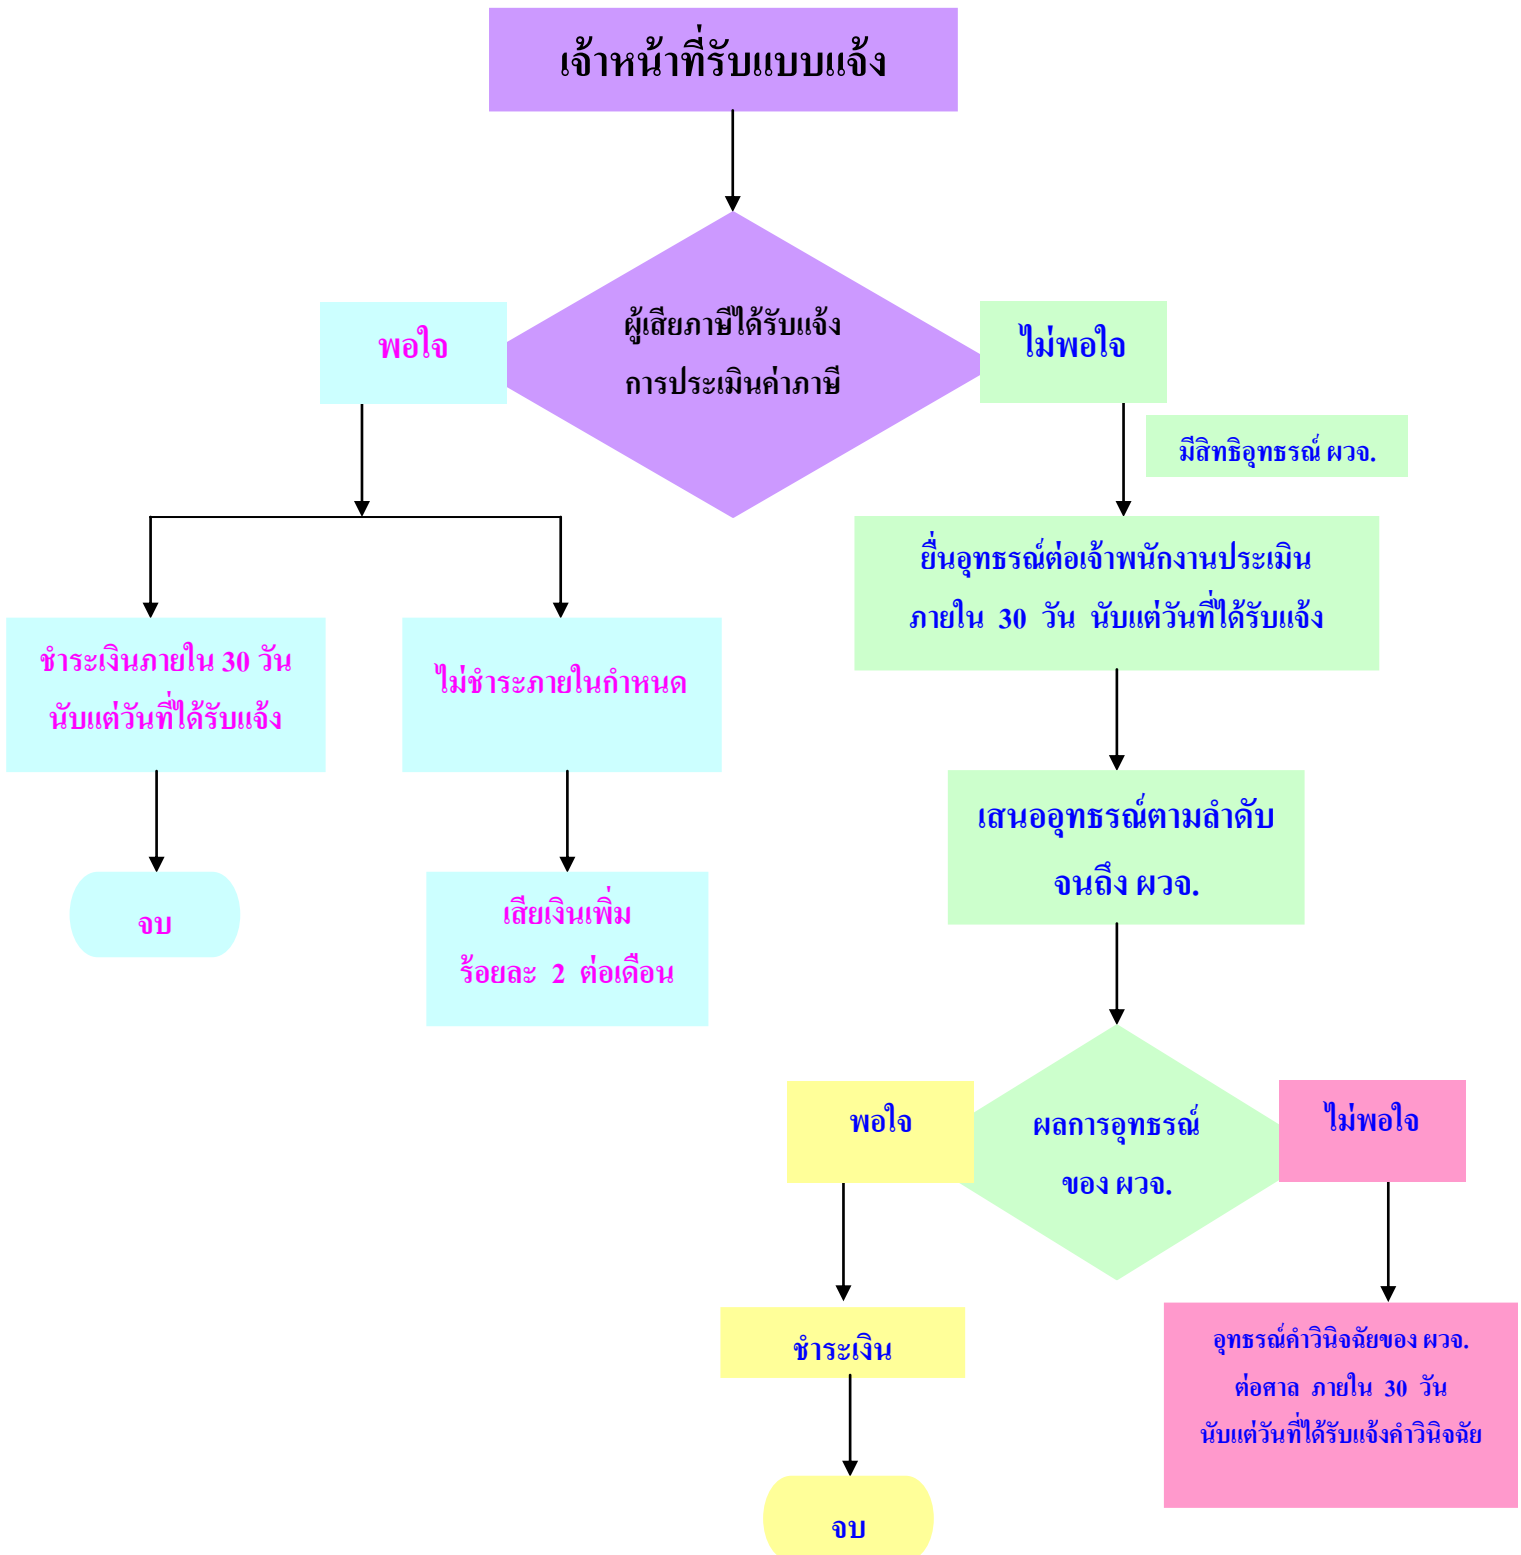 เจ้าหน้าที่รับแบบแจ้ง
ผู้เสียภาษีได้รับแจ้ง
การประเมินค่าภาษี
พอใจ
ไม่พอใจ
มีสิทธิอุทธรณ์ ผวจ.
ชำระเงินภายใน 30 วัน
นับแต่วันที่ได้รับแจ้ง
ไม่ชำระภายในกำหนด
ยื่นอุทธรณ์ต่อเจ้าพนักงานประเมิน
ภายใน 30 วัน นับแต่วันที่ได้รับแจ้ง
จบ
เสียเงินเพิ่ม
ร้อยละ 2 ต่อเดือน
เสนออุทธรณ์ตามลำดับ
จนถึง ผวจ.
ผลการอุทธรณ์
ของ ผวจ.
พอใจ
ไม่พอใจ
ชำระเงิน
จบ
อุทธรณ์คำวินิจฉัยของ ผวจ.
ต่อศาล ภายใน 30 วัน
นับแต่วันที่ได้รับแจ้งคำวินิจฉัย